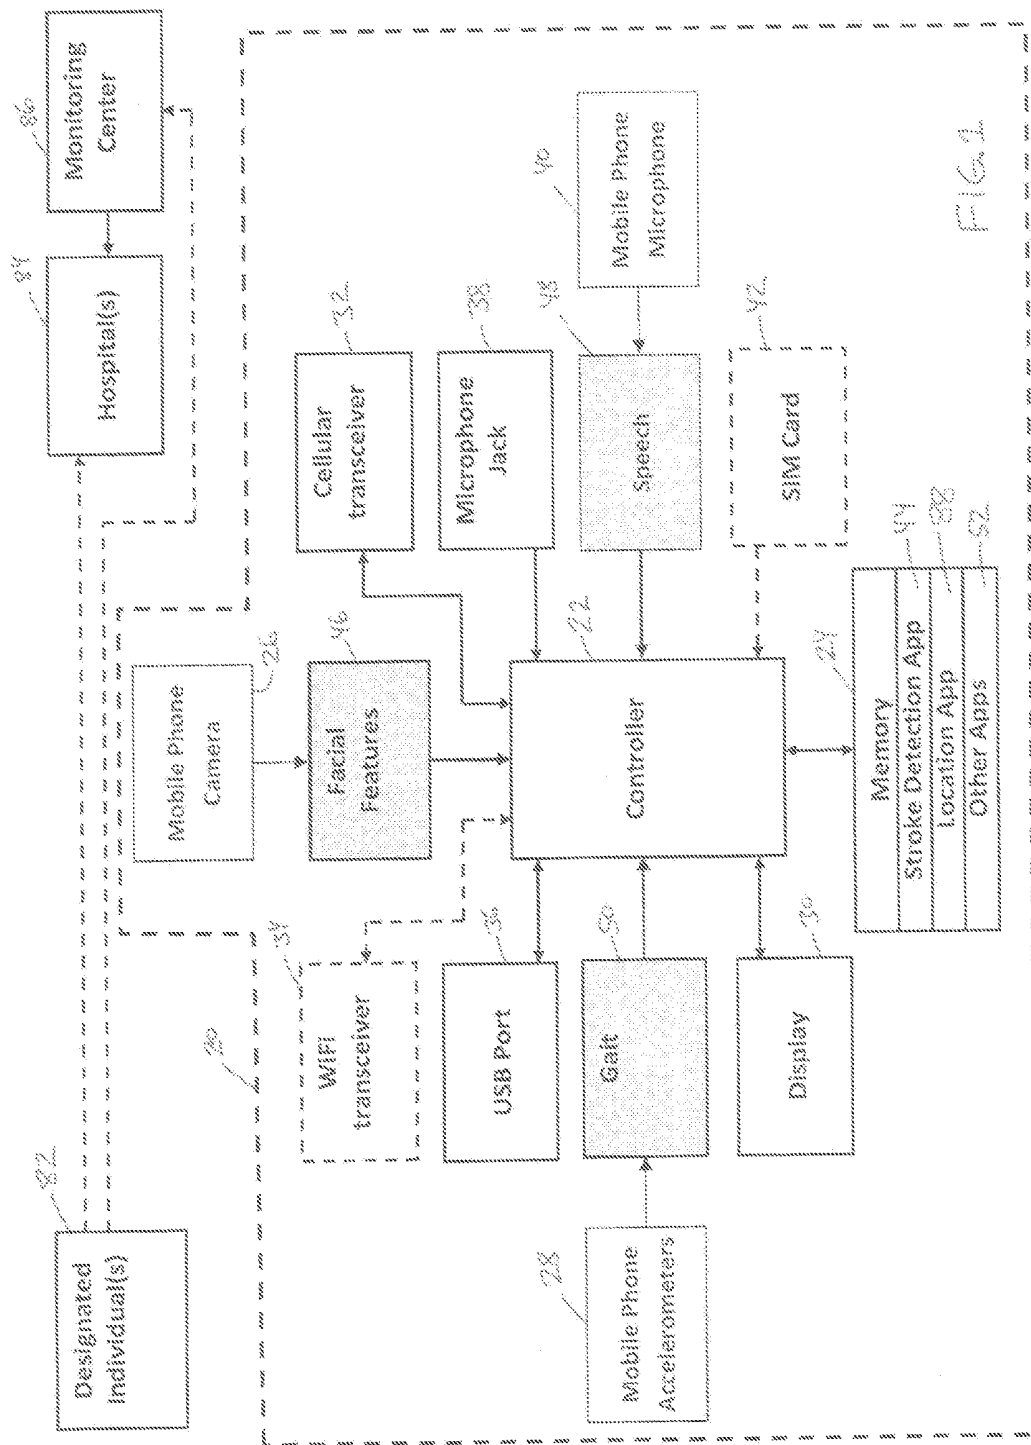 82
84
86
Designated
Individual(s)
Hospital(s)
Monitoring
Center
20
Mobile Phone
Camera
26
34
WiFi
transceiver
Facial
Features
46
Cellular
transceiver
32
36
USB Port
Microphone
Jack
38
28
Mobile Phone
Accelerometers
50
Gait
22
Controller
48
Speech
40
Mobile Phone
Microphone
30
Display
SIM Card
42
24
Memory
Stroke Detection App
44
Location App
88
Other Apps
52
FIG.1